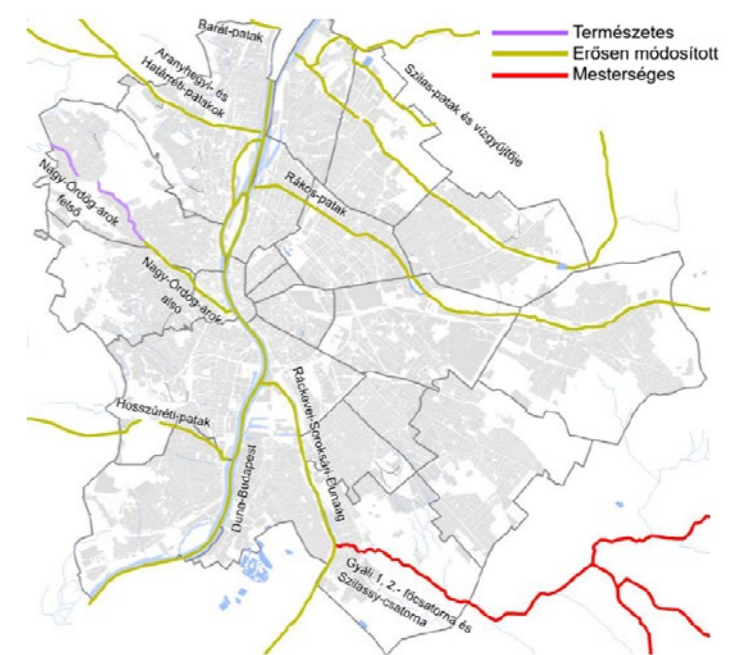 Természetes
Erősen módosított
Mesterséges
Barát-patak
Aranyhegyi- és
Határréti-patakok
Szilas-patak és vízgyűjtője
Nagy-Ördög-árok
felső
Rákos-patak
Nagy-Ördög-árok
alsó
Hosszúréti-patak
Duna-Budapest
Ráckevei-Soroksári-Dunaág
Gyáli 1, 2.- főcsatorna és
Szilassy-csatorna